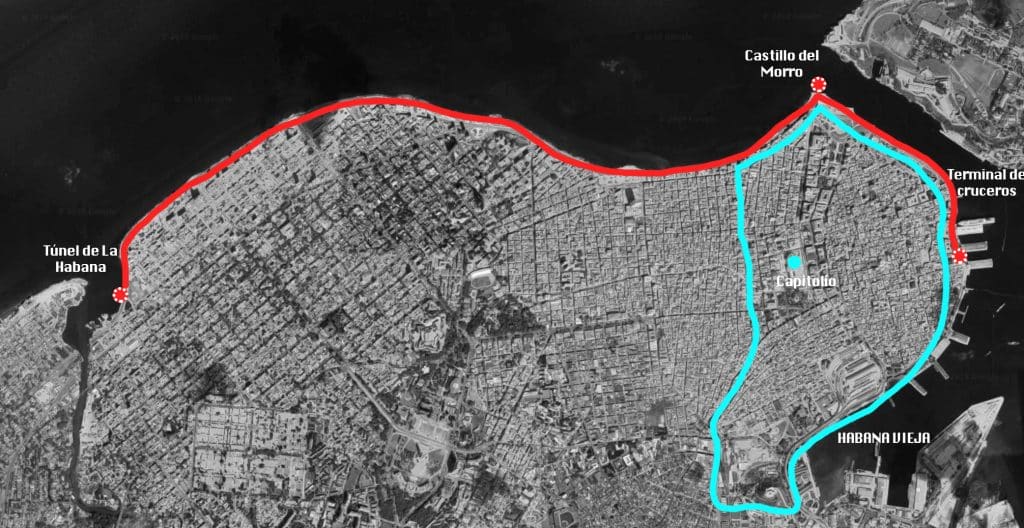 Castillo del
Morro
Terminal de
cruceros
Túnel de La
Habana
Capitolio
HABANA VIEJA